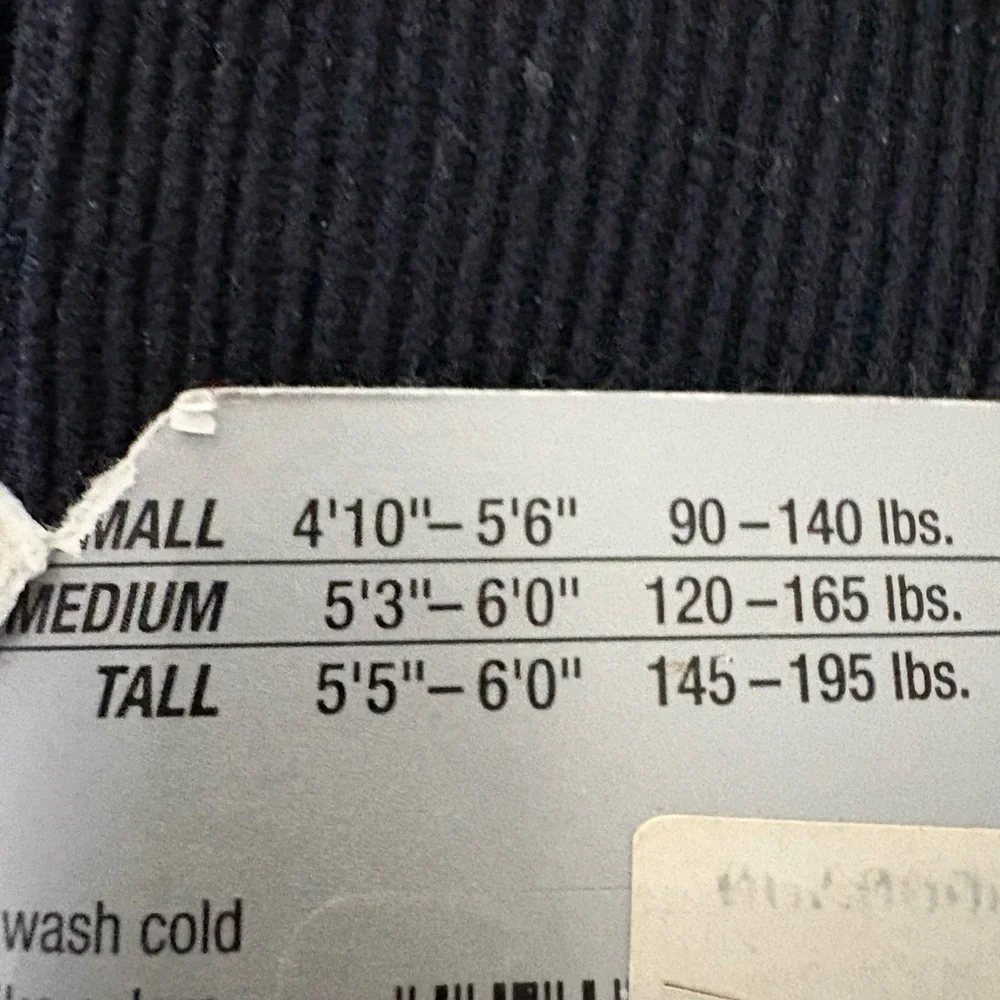 SMALL 4'10"– 5'6" 90 – 140 lbs.
MEDIUM 5'3"– 6'0" 120 – 165 lbs.
TALL 5'5"– 6'0" 145 – 195 lbs.
wash cold